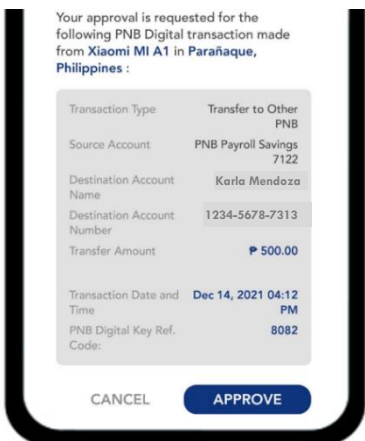 Your approval is requested for the
following PNB Digital transaction made
from Xiaomi MI A1 in Parañaque,
Philippines :
Transaction Type Transfer to Other
PNB
Source Account PNB Payroll Savings
7122
Destination Account Karla Mendoza
Name
Destination Account 1234-5678-7313
Number
Transfer Amount ₱ 500.00
Transaction Date and Dec 14, 2021 04:12
Time PM
PNB Digital Key Ref. 8082
Code:
CANCEL APPROVE